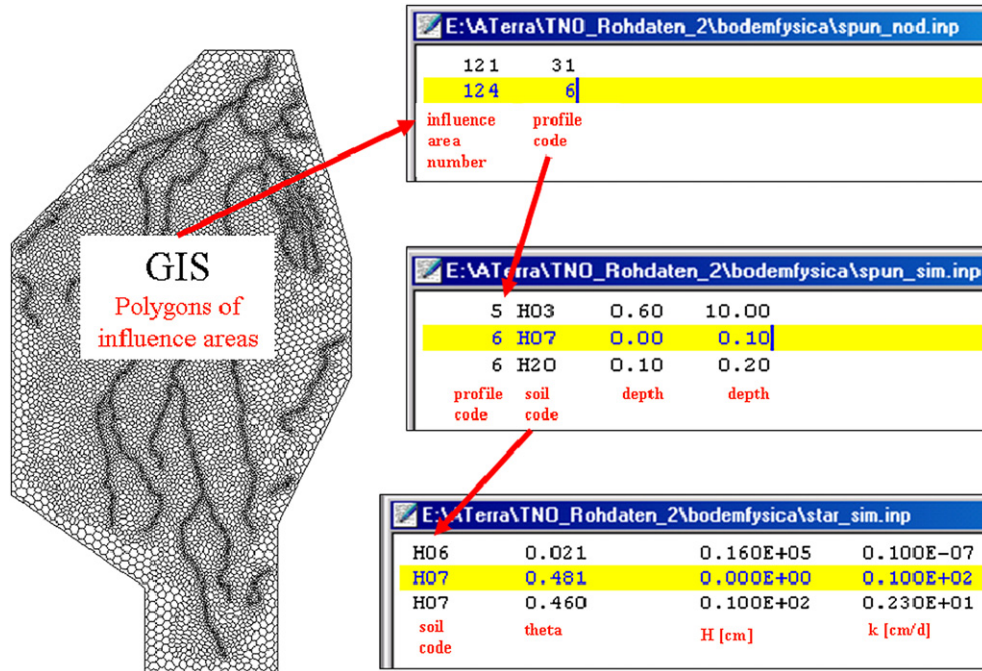 E:\ATerra\TNO_Rohdaten_2\bodemfysica\spun_nod.inp
121 31
124 6
influence area number
profile code
GIS
Polygons of
influence areas
E:\ATerra\TNO_Rohdaten_2\bodemfysica\spun_sim.inp
5 H03 0.60 10.00
6 H07 0.00 0.10
6 H20 0.10 0.20
profile code
soil code
depth
depth
E:\ATerra\TNO_Rohdaten_2\bodemfysica\star_sim.inp
H06 0.021 0.160E+05 0.100E-07
H07 0.481 0.000E+00 0.100E+02
H07 0.460 0.100E+02 0.230E+01
soil code
theta
H [cm]
k [cm/d]